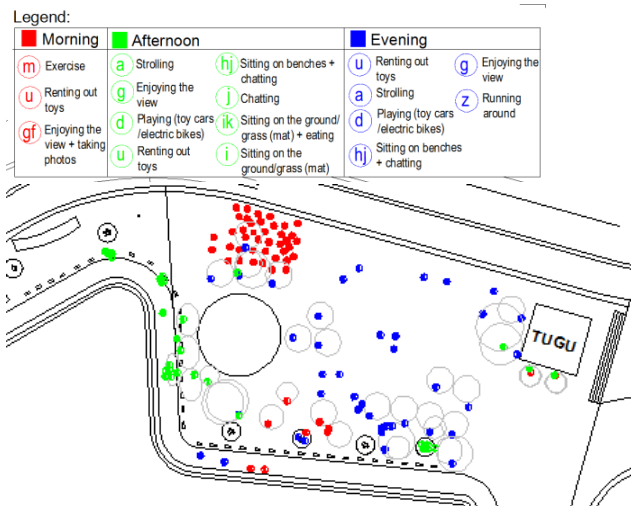 Legend:
Morning
m Exercise
u Renting out
toys
gf Enjoying the
view + taking
photos
Afternoon
a Strolling
g Enjoying the
view
d Playing (toy cars
/electric bikes)
u Renting out
toys
hj Sitting on benches +
chatting
j Chatting
ik Sitting on the ground/
grass (mat) + eating
i Sitting on the
ground/grass (mat)
Evening
u Renting out
toys
a Strolling
d Playing (toy cars
/electric bikes)
hj Sitting on benches
+ chatting
g Enjoying the
view
z Running
around
TUGU